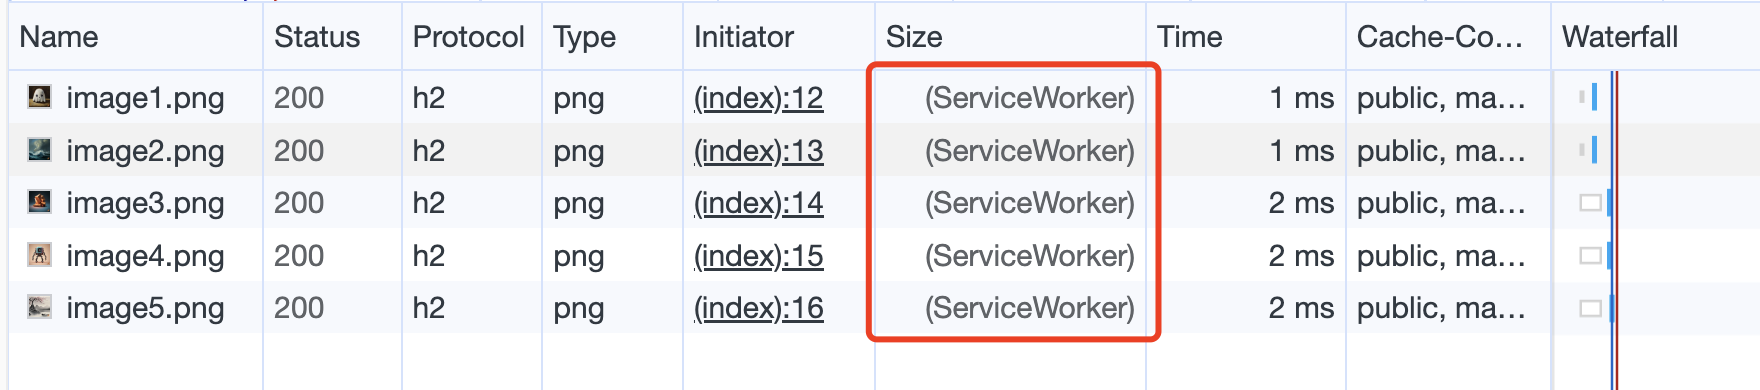 Name Status Protocol Type Initiator Size Time Cache-Co... Waterfall
image1.png 200 h2 png (index):12 (ServiceWorker) 1 ms public, ma...
image2.png 200 h2 png (index):13 (ServiceWorker) 1 ms public, ma...
image3.png 200 h2 png (index):14 (ServiceWorker) 2 ms public, ma...
image4.png 200 h2 png (index):15 (ServiceWorker) 2 ms public, ma...
image5.png 200 h2 png (index):16 (ServiceWorker) 2 ms public, ma...